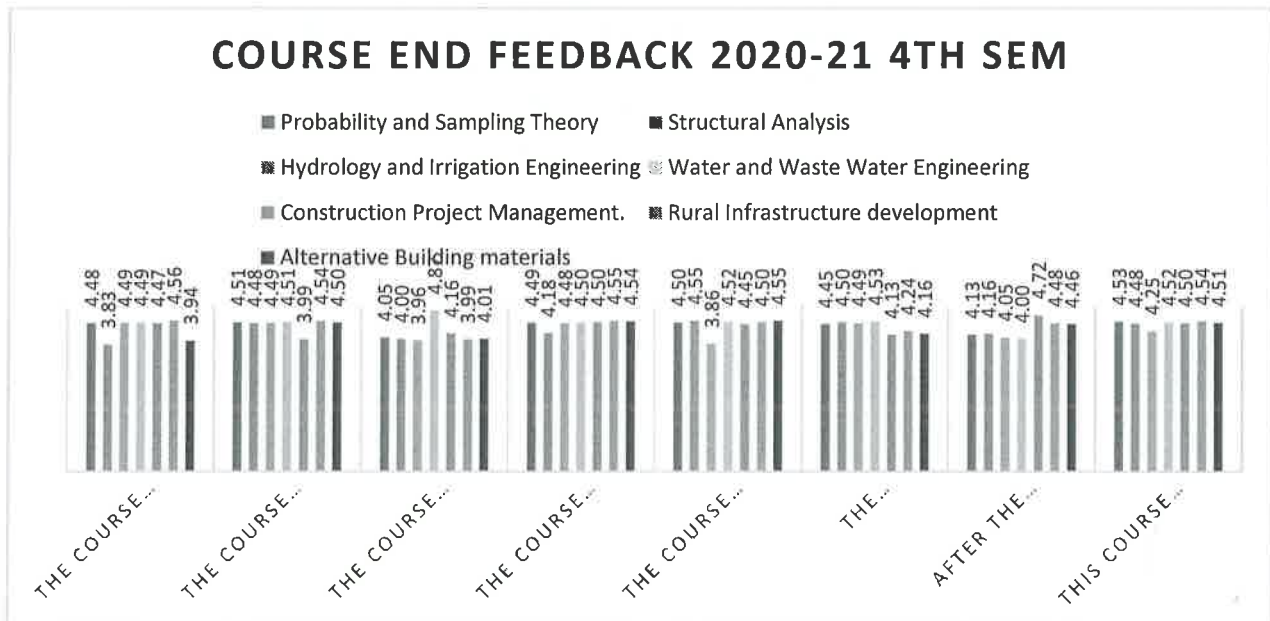 COURSE END FEEDBACK 2020-21 4TH SEM
Probability and Sampling Theory Structural Analysis
Hydrology and Irrigation Engineering Water and Waste Water Engineering
Construction Project Management. Rural Infrastructure development
Alternative Building materials
4.48 3.83 4.49 4.49 4.47 4.56 3.94
4.51 4.48 4.49 4.51 3.99 4.54 4.50
4.05 4.00 3.96 4.16 3.99 4.01
4.49 4.18 4.48 4.50 4.50 4.55 4.54
4.50 4.55 3.86 4.52 4.45 4.50 4.55
4.45 4.50 4.49 4.53 4.13 4.24 4.16
4.13 4.16 4.05 4.00 4.72 4.48 4.46
4.53 4.48 4.25 4.52 4.50 4.54 4.51
THE COURSE...
THE COURSE...
THE COURSE...
THE COURSE...
THE COURSE...
THE...
AFTER THE...
THIS COURSE...